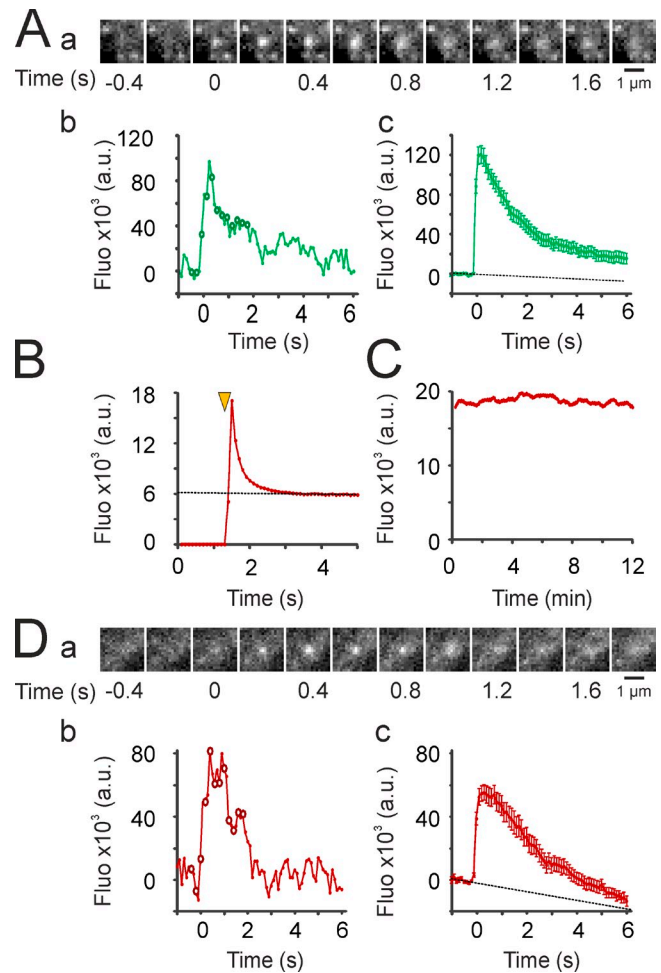 A a
Time (s) -0.4 0 0.4 0.8 1.2 1.6 1 µm
b c
120
80
40
0
Fluo x10³ (a.u.)
0 2 4 6
Time (s)
120
80
40
0
Fluo x10³ (a.u.)
0 2 4 6
Time (s)
B C
18
12
6
0
Fluo x10³ (a.u.)
0 2 4
Time (s)
20
10
0
Fluo x10³ (a.u.)
0 4 8 12
Time (min)
D a
Time (s) -0.4 0 0.4 0.8 1.2 1.6 1 µm
b c
80
40
0
Fluo x10³ (a.u.)
0 2 4 6
Time (s)
80
40
0
Fluo x10³ (a.u.)
0 2 4 6
Time (s)